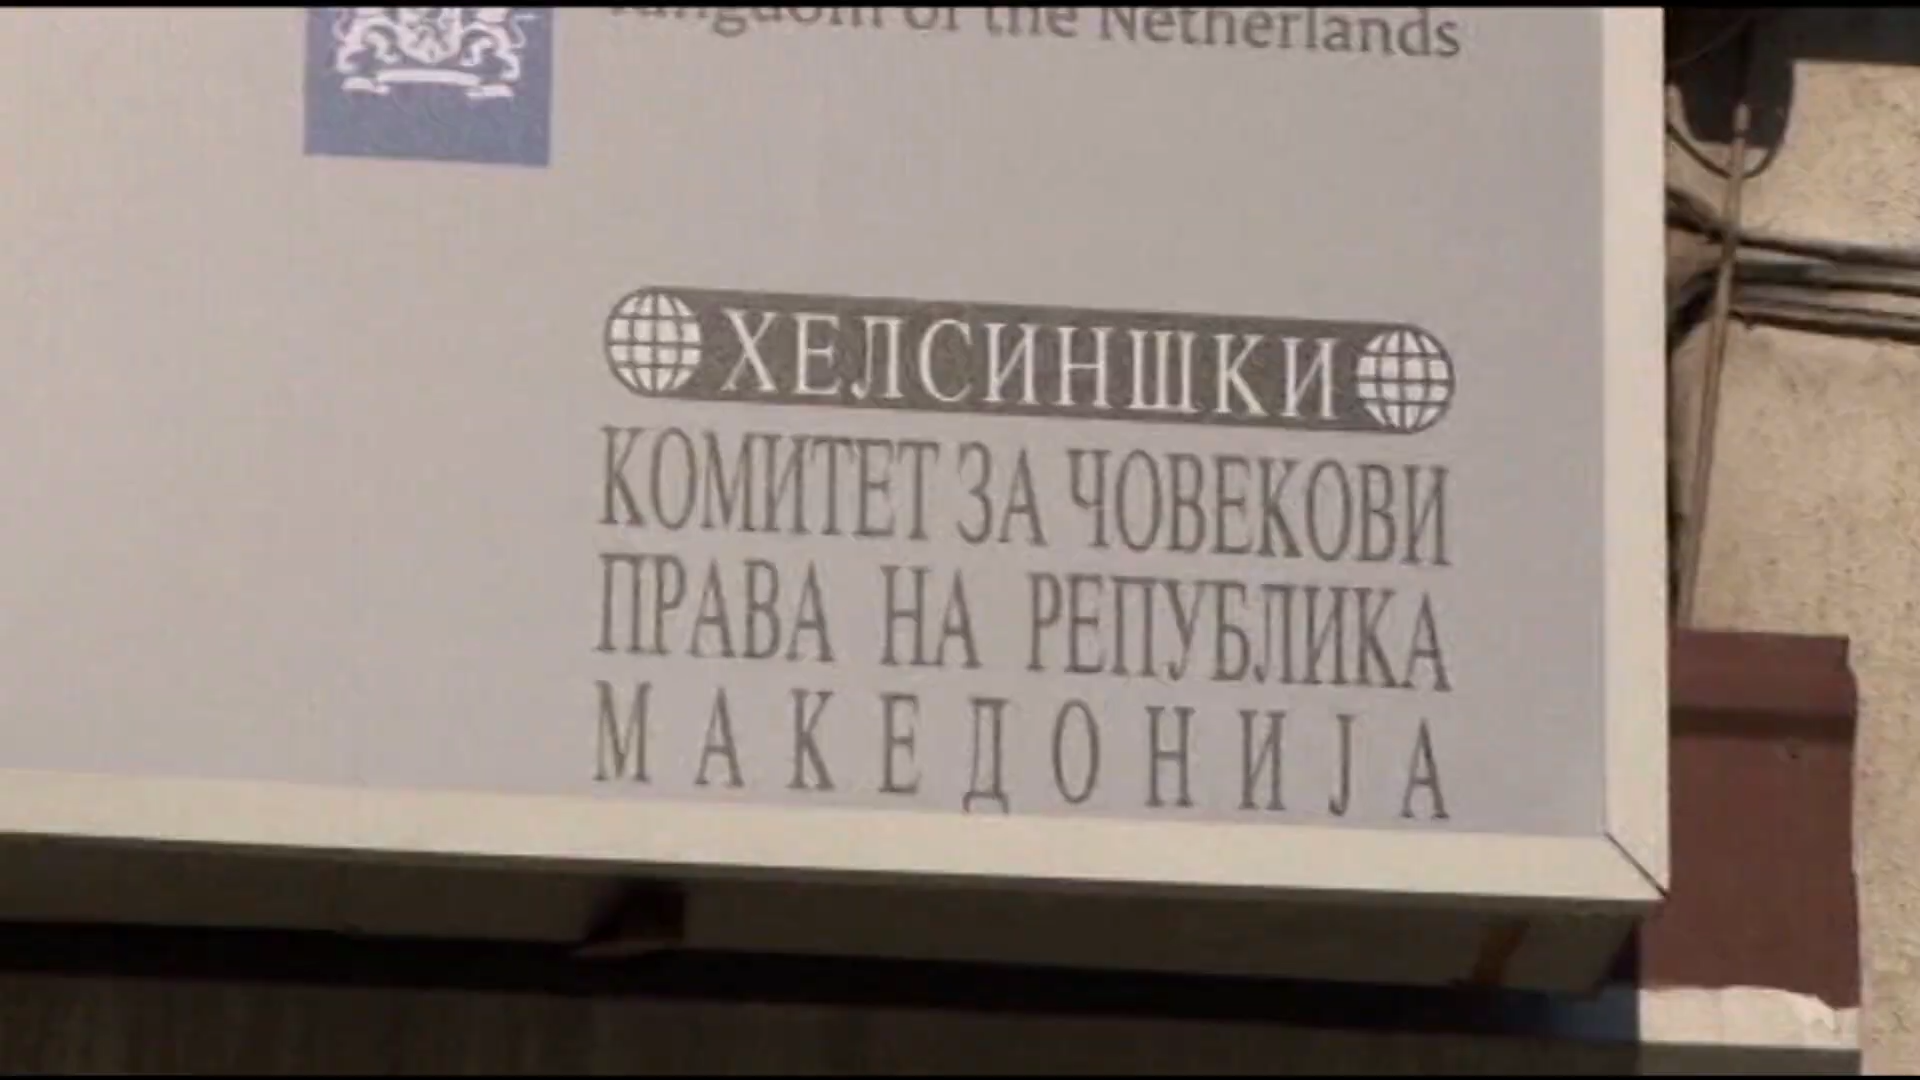 Kingdom of the Netherlands
ХЕЛСИНШКИ
КОМИТЕТ ЗА ЧОВЕКОВИ
ПРАВА НА РЕПУБЛИКА
МАКЕДОНИЈА